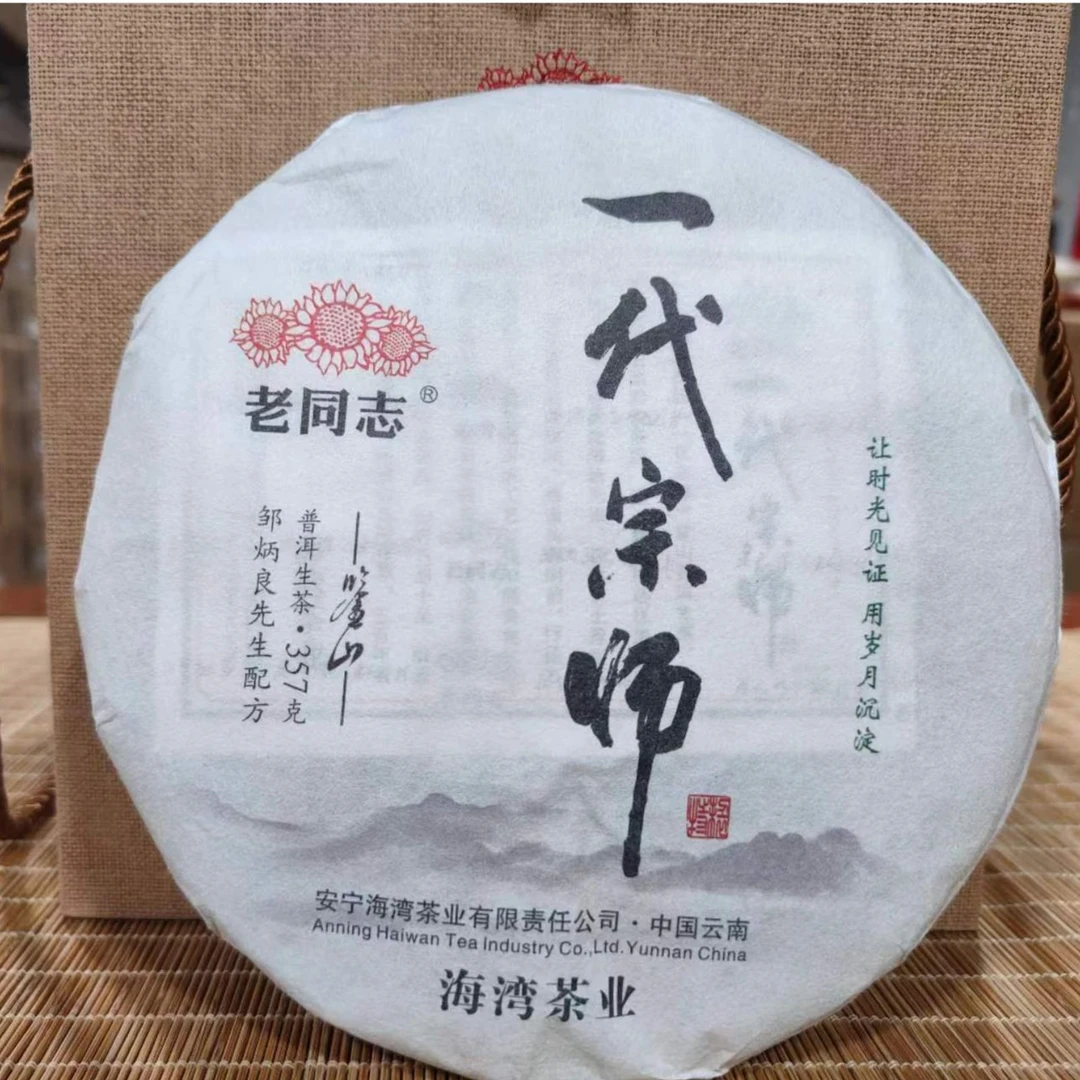 一代宗师
让时光见证 用岁月沉淀
老同志®
普洱生茶·357克
邹炳良先生配方
安宁海湾茶业有限责任公司·中国云南
Anning Haiwan Tea Industry Co.,Ltd.Yunnan China
海湾茶业